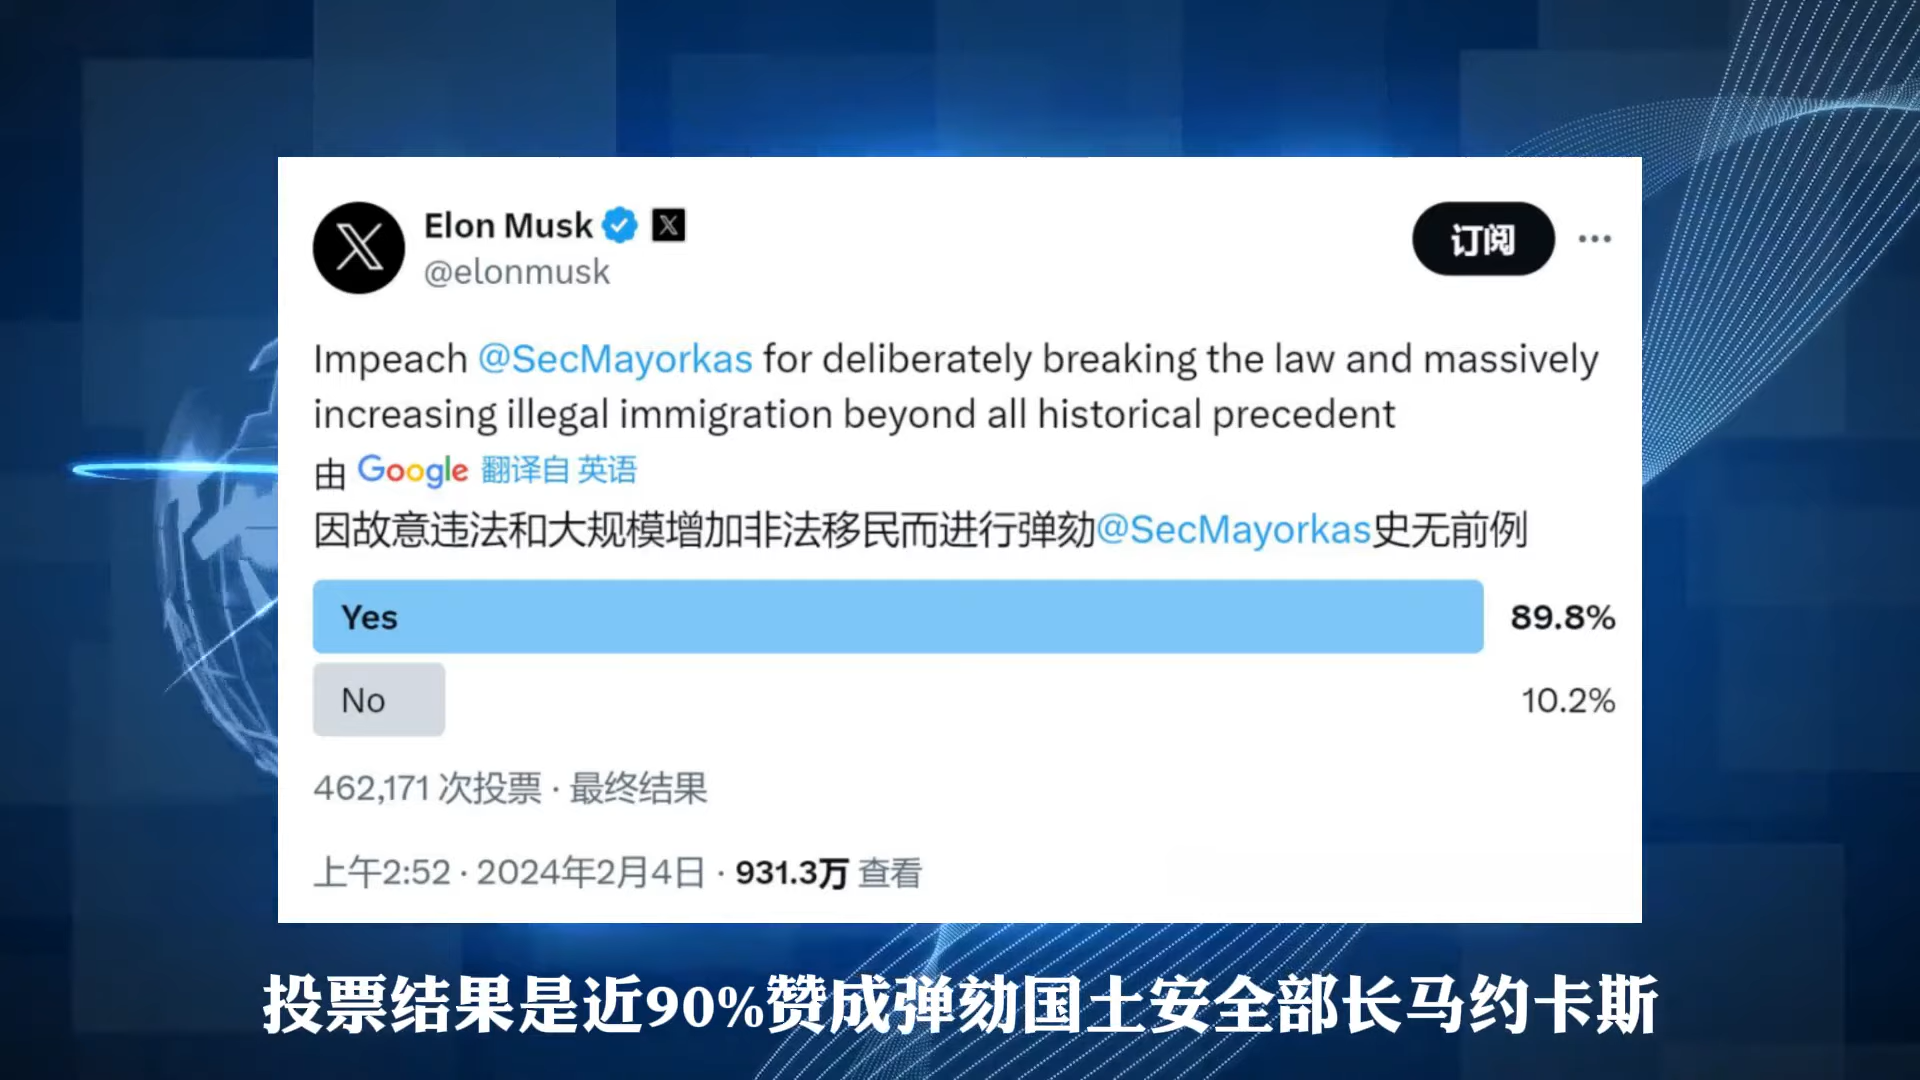 Elon Musk
@elonmusk
订阅
Impeach @SecMayorkas for deliberately breaking the law and massively
increasing illegal immigration beyond all historical precedent
由 Google 翻译自 英语
因故意违法和大规模增加非法移民而进行弹劾@SecMayorkas史无前例
Yes 89.8%
No 10.2%
462,171 次投票 · 最终结果
上午2:52 · 2024年2月4日 · 931.3万 查看
投票结果是近90%赞成弹劾国土安全部长马约卡斯